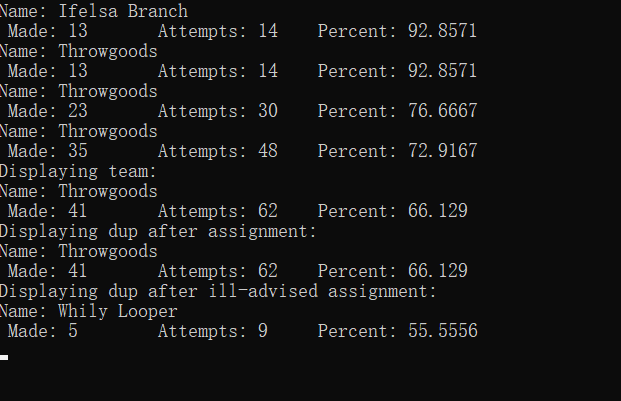 Name: Ifelsa Branch
 Made: 13       Attempts: 14    Percent: 92.8571
Name: Throwgoods
 Made: 13       Attempts: 14    Percent: 92.8571
Name: Throwgoods
 Made: 23       Attempts: 30    Percent: 76.6667
Name: Throwgoods
 Made: 35       Attempts: 48    Percent: 72.9167
Displaying team:
Name: Throwgoods
 Made: 41       Attempts: 62    Percent: 66.129
Displaying dup after assignment:
Name: Throwgoods
 Made: 41       Attempts: 62    Percent: 66.129
Displaying dup after ill-advised assignment:
Name: Whily Looper
 Made: 5        Attempts: 9     Percent: 55.5556